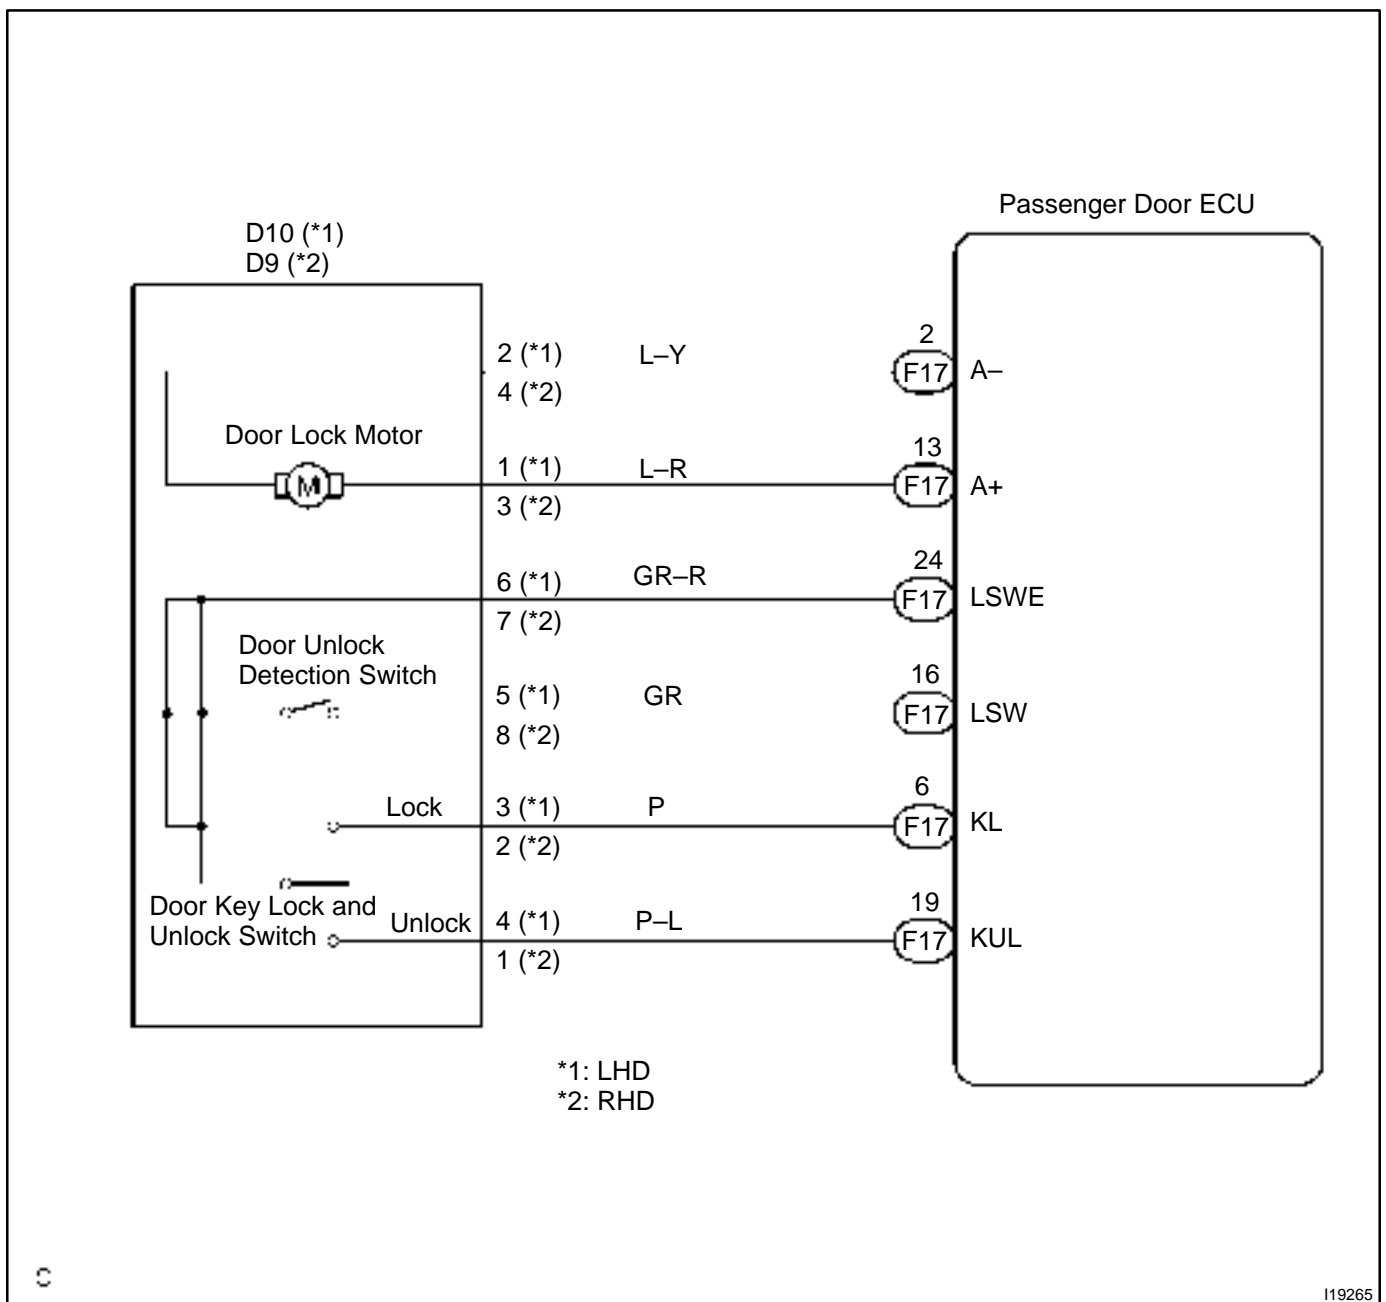 Passenger Door ECU
D10 (*1)
D9 (*2)
2 (*1)
L–Y
2
F17
A–
4 (*2)
Door Lock Motor
M
1 (*1)
L–R
13
F17
A+
3 (*2)
6 (*1)
GR–R
24
F17
LSWE
7 (*2)
Door Unlock
Detection Switch
5 (*1)
GR
16
F17
LSW
8 (*2)
Lock
3 (*1)
P
6
F17
KL
2 (*2)
Door Key Lock and
Unlock Switch
Unlock
4 (*1)
P–L
19
F17
KUL
1 (*2)
*1: LHD
*2: RHD
I19265